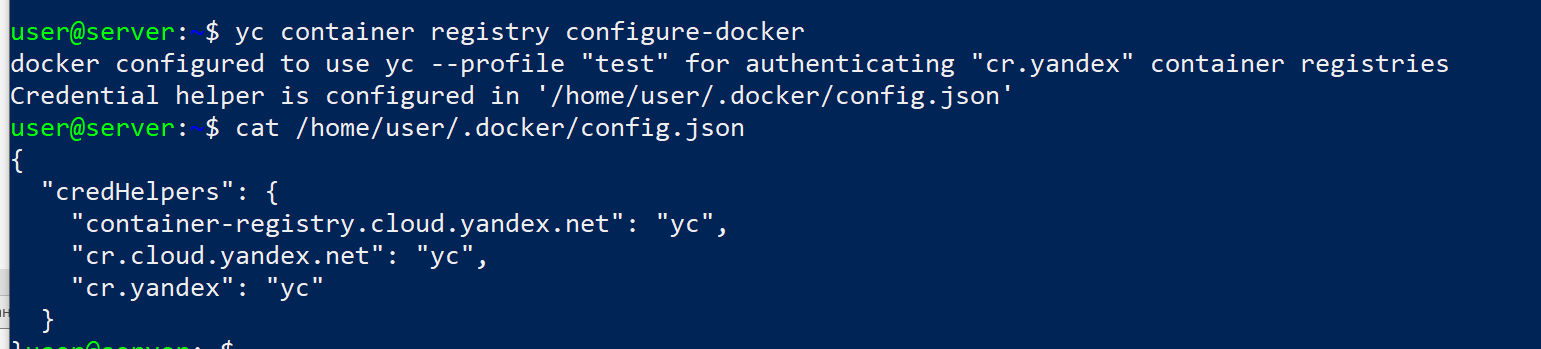 user@server:~$ yc container registry configure-docker
docker configured to use yc --profile "test" for authenticating "cr.yandex" container registries
Credential helper is configured in '/home/user/.docker/config.json'
user@server:~$ cat /home/user/.docker/config.json
{
  "credHelpers": {
    "container-registry.cloud.yandex.net": "yc",
    "cr.cloud.yandex.net": "yc",
    "cr.yandex": "yc"
  }
}user@server:~$